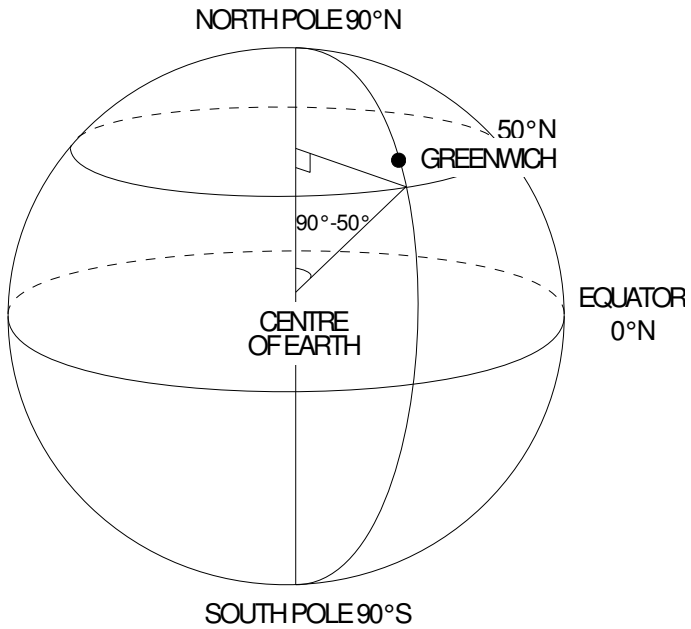 NORTH POLE 90°N
50°N
GREENWICH
90°-50°
CENTRE
OF EARTH
EQUATOR
0°N
SOUTH POLE 90°S